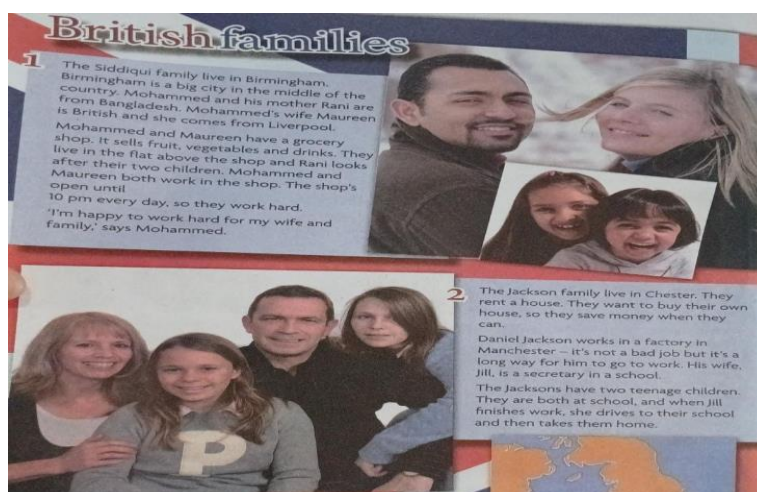 British families
1
The Siddiqui family live in Birmingham.
Birmingham is a big city in the middle of the
country. Mohammed and his mother Rani are
from Bangladesh. Mohammed's wife Maureen
is British and she comes from Liverpool.
Mohammed and Maureen have a grocery
shop. It sells fruit, vegetables and drinks. They
live in the flat above the shop and Rani looks
after their two children. Mohammed and
Maureen both work in the shop. The shop's
open until
10 pm every day, so they work hard.
'I'm happy to work hard for my wife and
family,' says Mohammed.
P
2
The Jackson family live in Chester. They
rent a house. They want to buy their own
house, so they save money when they
can.
Daniel Jackson works in a factory in
Manchester – it's not a bad job but it's a
long way for him to go to work. His wife,
Jill, is a secretary in a school.
The Jacksons have two teenage children.
They are both at school, and when Jill
finishes work, she drives to their school
and then takes them home.